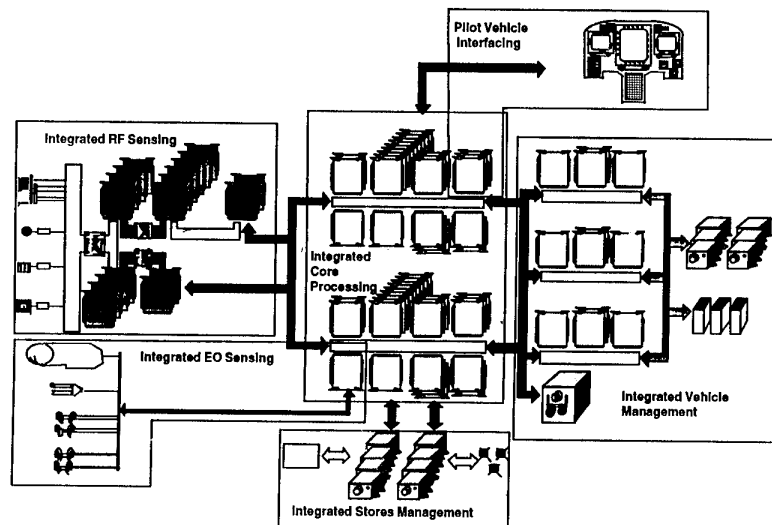 Pilot Vehicle
Interfacing
Integrated RF Sensing
Integrated
Core
Processing
Integrated EO Sensing
Integrated Vehicle
Management
Integrated Stores Management